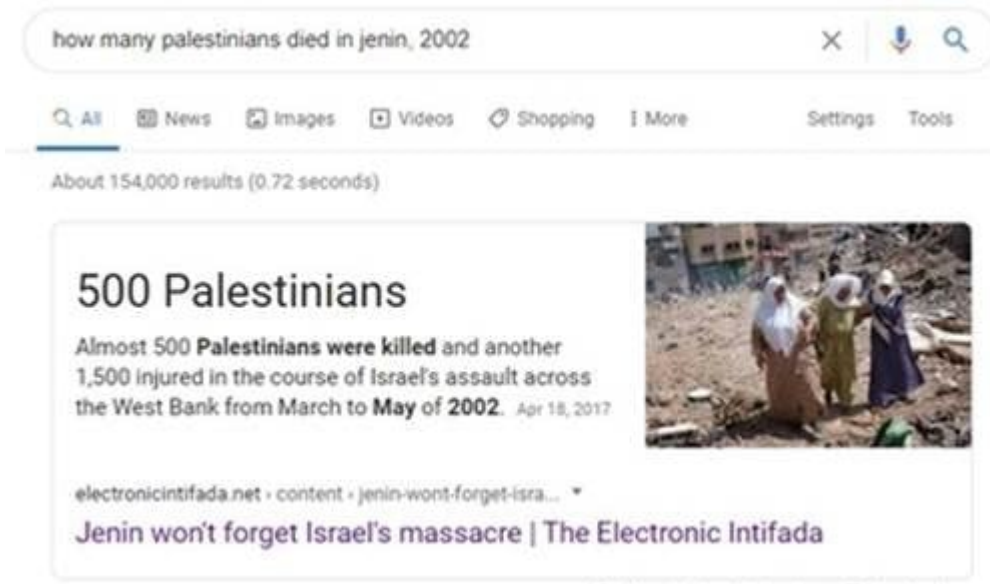 how many palestinians died in jenin, 2002
All News Images Videos Shopping More Settings Tools
About 154,000 results (0.72 seconds)
500 Palestinians
Almost 500 Palestinians were killed and another
1,500 injured in the course of Israel's assault across
the West Bank from March to May of 2002. Apr 18, 2017
electronicintifada.net › content › jenin-wont-forget-isra...
Jenin won't forget Israel's massacre | The Electronic Intifada